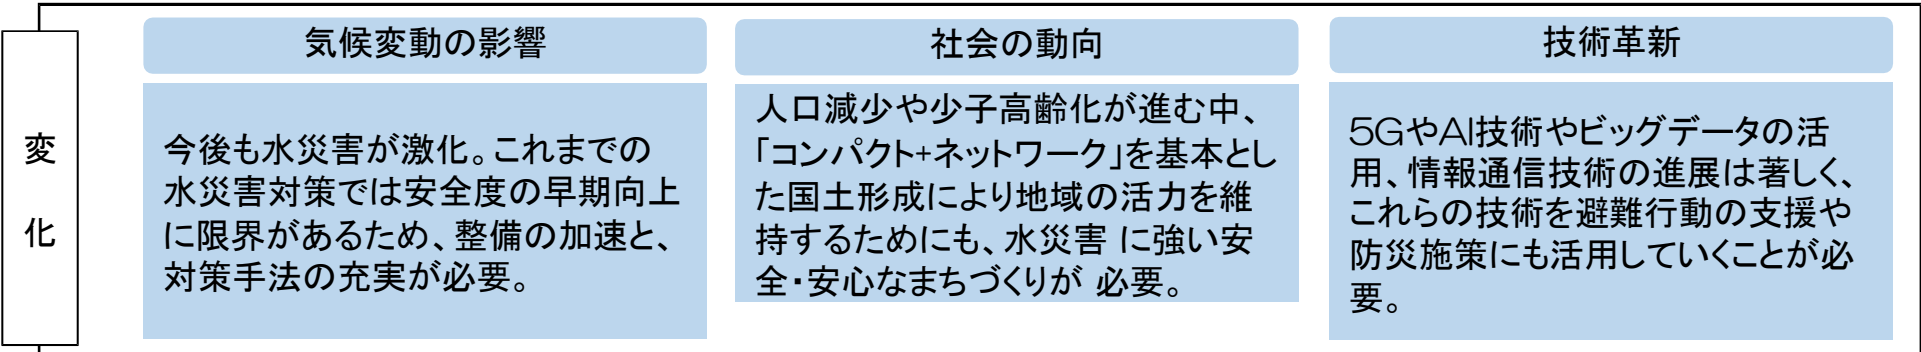 変
化
気候変動の影響
今後も水災害が激化。これまでの
水災害対策では安全度の早期向上
に限界があるため、整備の加速と、
対策手法の充実が必要。
社会の動向
人口減少や少子高齢化が進む中、
「コンパクト+ネットワーク」を基本とし
た国土形成により地域の活力を維
持するためにも、水災害 に強い安
全・安心なまちづくりが 必要。
技術革新
5GやAI技術やビッグデータの活
用、情報通信技術の進展は著しく、
これらの技術を避難行動の支援や
防災施策にも活用していくことが必
要。